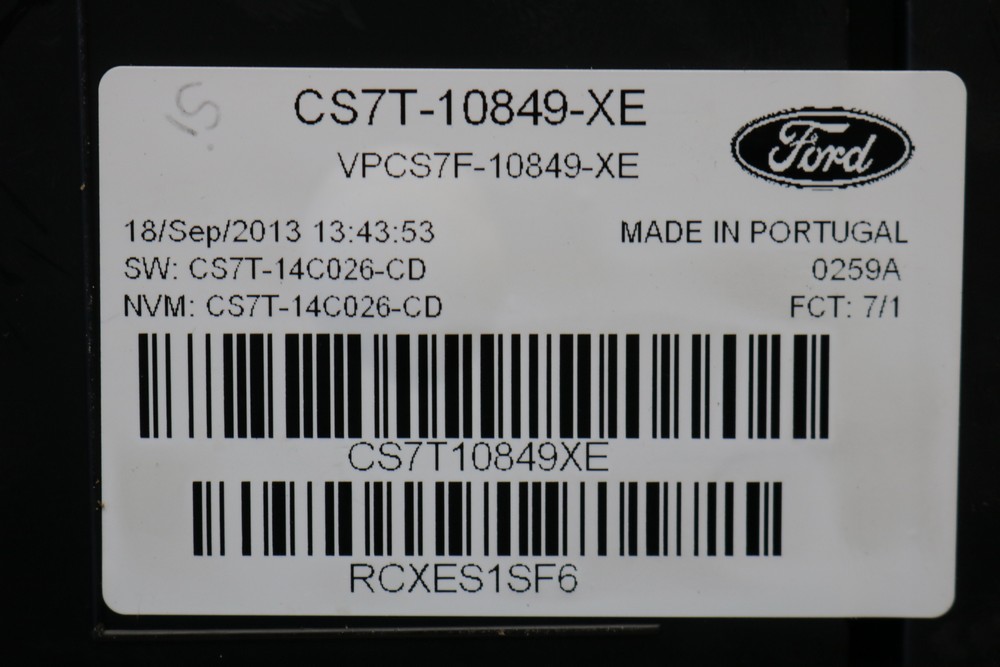 CS7T-10849-XE
Ford
VPCS7F-10849-XE
18/Sep/2013 13:43:53
MADE IN PORTUGAL
SW: CS7T-14C026-CD
0259A
NVM: CS7T-14C026-CD
FCT: 7/1
CS7T10849XE
RCXES1SF6